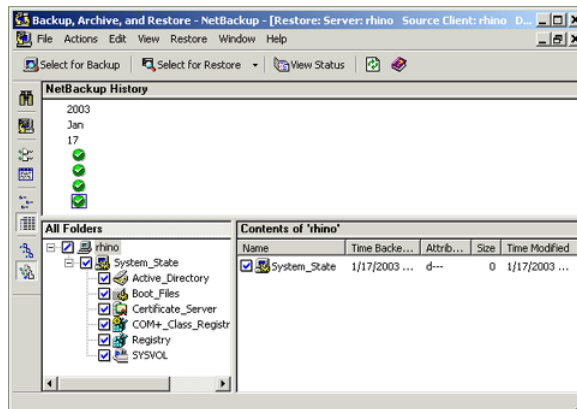 Backup, Archive, and Restore - NetBackup - [Restore: Server: rhino Source Client: rhino D...
File Actions Edit View Restore Window Help
Select for Backup Select for Restore View Status
NetBackup History
2003
Jan
17
All Folders
rhino
System_State
Active_Directory
Boot_Files
Certificate_Server
COM+_Class_Registr
Registry
SYSVOL
Contents of 'rhino'
Name Time Backe... Attrib... Size Time Modified
System_State 1/17/2003 ... d--- 0 1/17/2003 ...